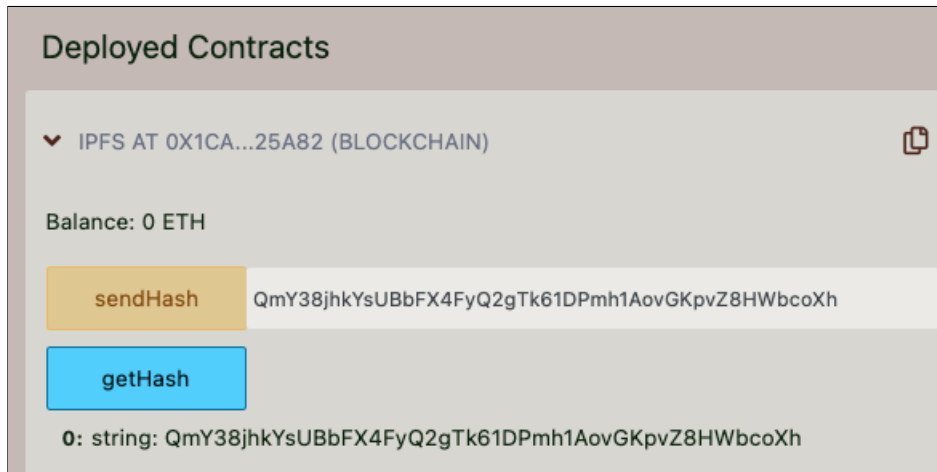 Deployed Contracts
IPFS AT 0X1CA...25A82 (BLOCKCHAIN)
Balance: 0 ETH
sendHash QmY38jhkYsUBbFX4FyQ2gTk61DPmh1AovGKpvZ8HWbcoXh
getHash
0: string: QmY38jhkYsUBbFX4FyQ2gTk61DPmh1AovGKpvZ8HWbcoXh